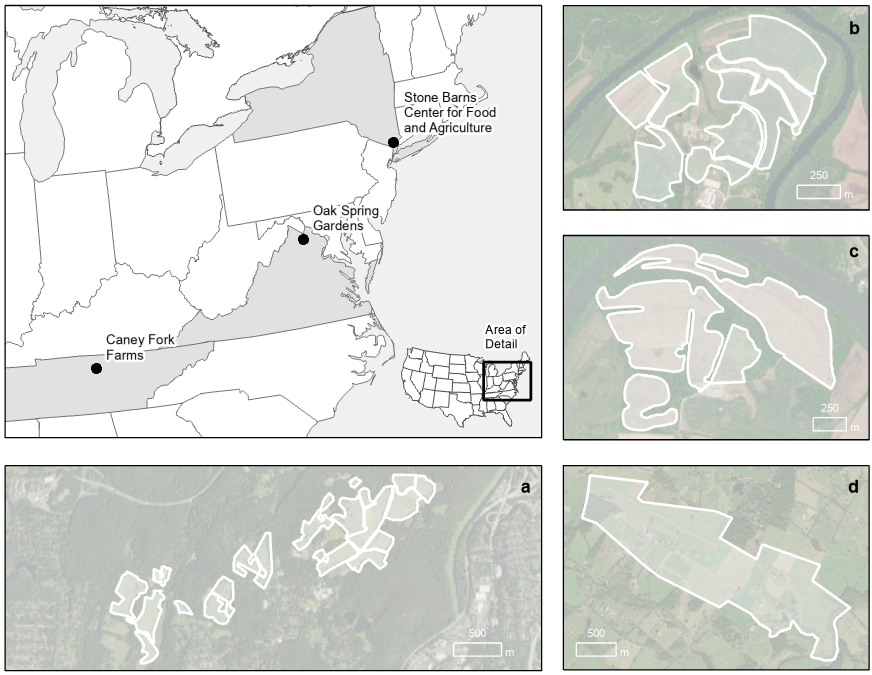 Stone Barns
Center for Food
and Agriculture
Oak Spring
Gardens
Caney Fork
Farms
Area of
Detail
b
250
m
c
250
m
a
500
m
d
500
m